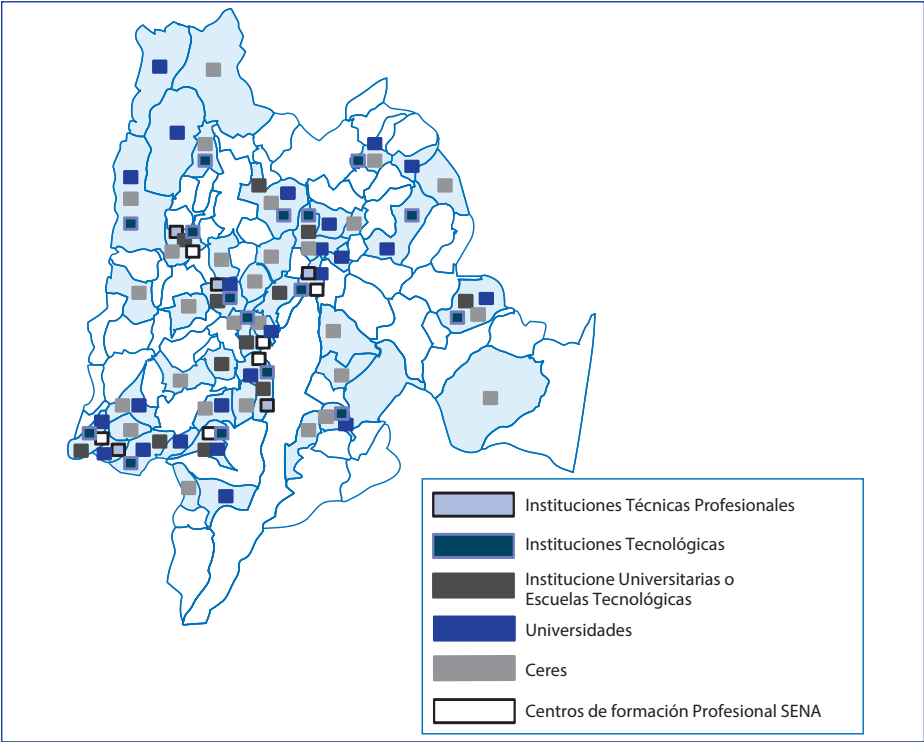 Instituciones Técnicas Profesionales
Instituciones Tecnológicas
Institucione Universitarias o
Escuelas Tecnológicas
Universidades
Ceres
Centros de formación Profesional SENA